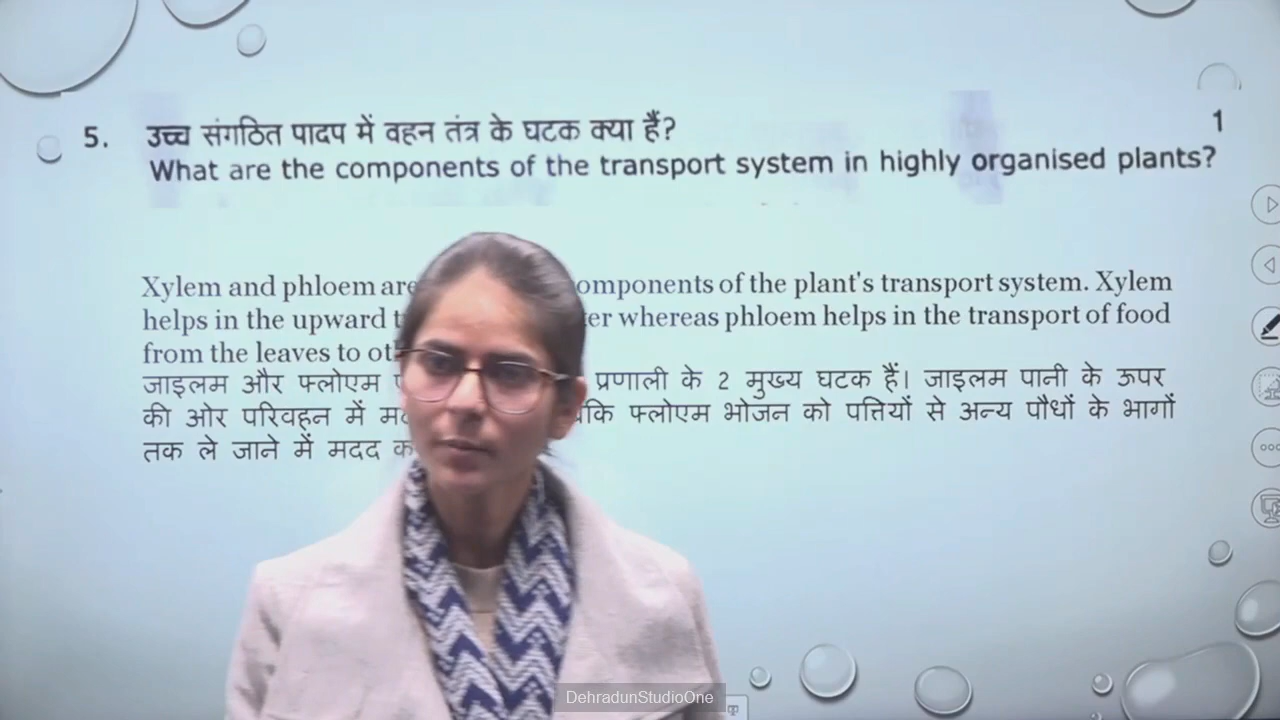 5. उच्च संगठित पादप में वहन तंत्र के घटक क्या हैं? 1
What are the components of the transport system in highly organised plants?
Xylem and phloem are omponents of the plant's transport system. Xylem
helps in the upward t er whereas phloem helps in the transport of food
from the leaves to ot
जाइलम और फ्लोएम प्रणाली के 2 मुख्य घटक हैं। जाइलम पानी के ऊपर
की ओर परिवहन में कि फ्लोएम भोजन को पत्तियों से अन्य पौधों के भागों
तक ले जाने में मदद क
DehradunStudioOne